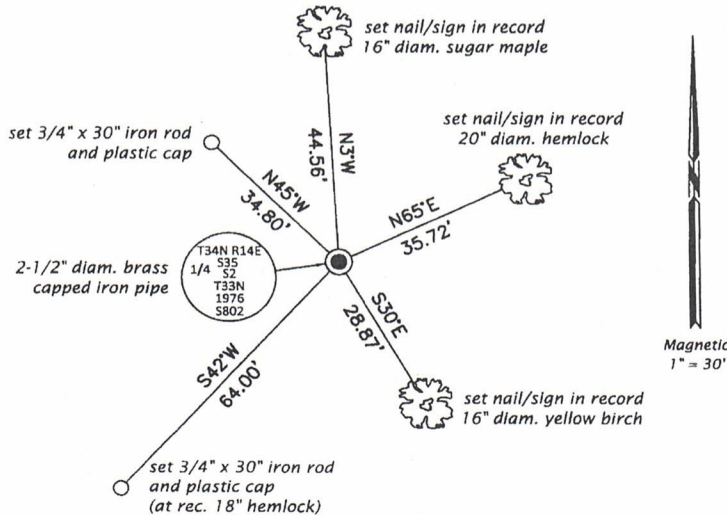 set nail/sign in record
16" diam. sugar maple
set 3/4" x 30" iron rod
and plastic cap
set nail/sign in record
20" diam. hemlock
N3°W
44.56'
N45°W
34.80'
N65°E
35.72'
2-1/2" diam. brass
capped iron pipe
T34N R14E
S35
1/4 S2
T33N
1976
S802
S30°E
28.87'
S42°W
64.00'
N
Magnetic
1" = 30'
set nail/sign in record
16" diam. yellow birch
set 3/4" x 30" iron rod
and plastic cap
(at rec. 18" hemlock)